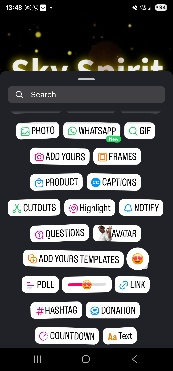 13:48
Sky Spirit
Search
PHOTO WHATSAPP GIF
New
ADD YOURS FRAMES
PRODUCT CAPTIONS
CUTOUTS Highlight NOTIFY
QUESTIONS AVATAR
ADD YOURS TEMPLATES
POLL LINK
#HASHTAG DONATION
COUNTDOWN Aa Text